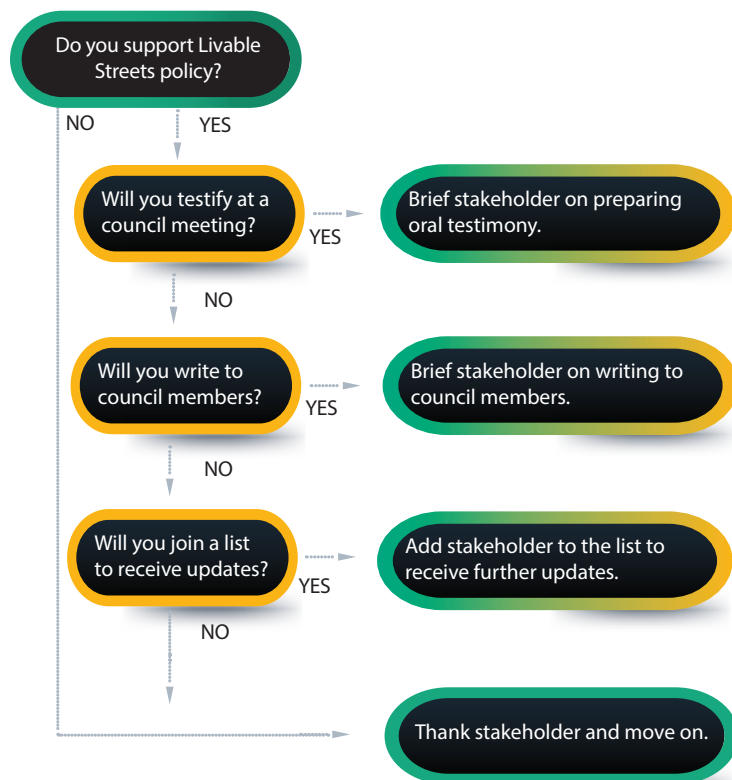 Do you support Livable
Streets policy?
NO
YES
Will you testify at a
council meeting?
YES
Brief stakeholder on preparing
oral testimony.
NO
Will you write to
council members?
YES
Brief stakeholder on writing to
council members.
NO
Will you join a list
to receive updates?
YES
Add stakeholder to the list to
receive further updates.
NO
Thank stakeholder and move on.